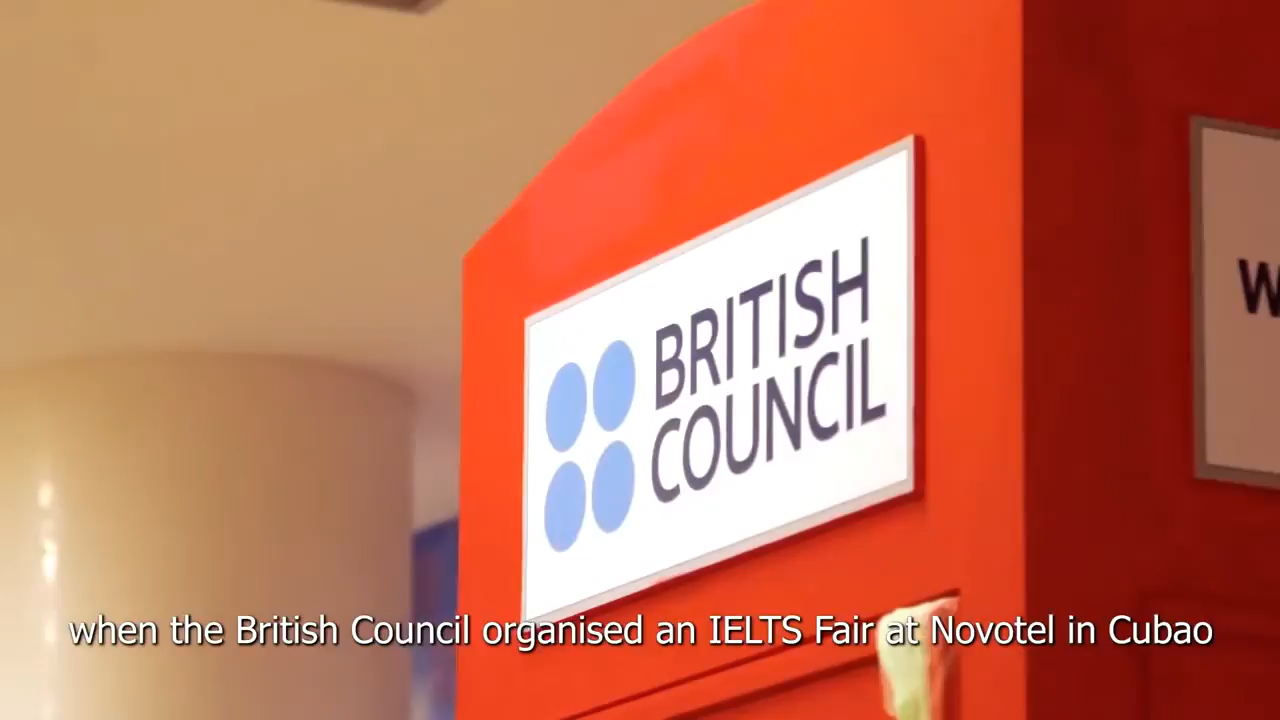 BRITISH
COUNCIL
when the British Council organised an IELTS Fair at Novotel in Cubao